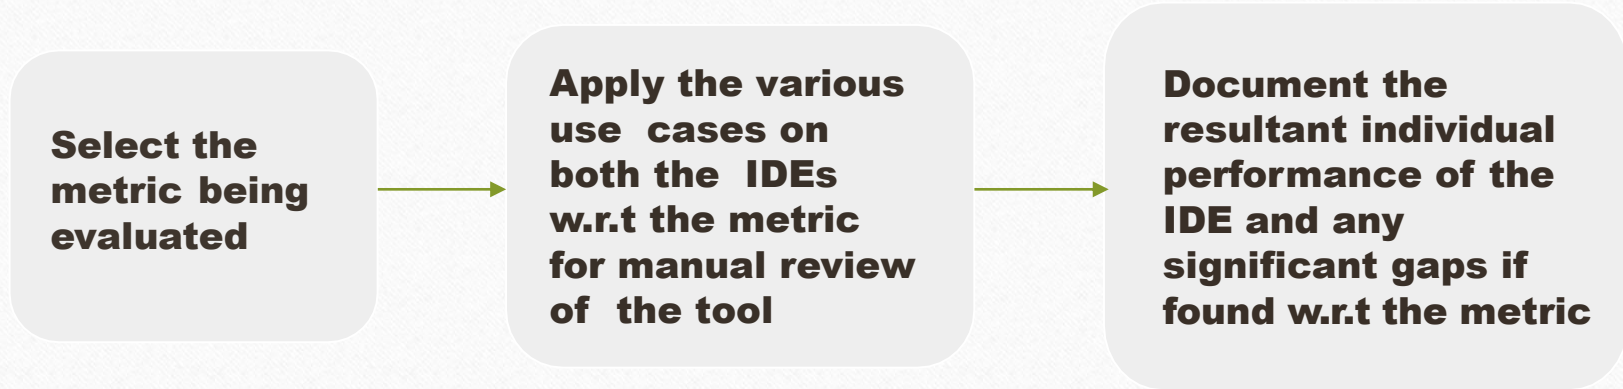 Select the
metric being
evaluated
Apply the various
use cases on
both the IDEs
w.r.t the metric
for manual review
of the tool
Document the
resultant individual
performance of the
IDE and any
significant gaps if
found w.r.t the metric